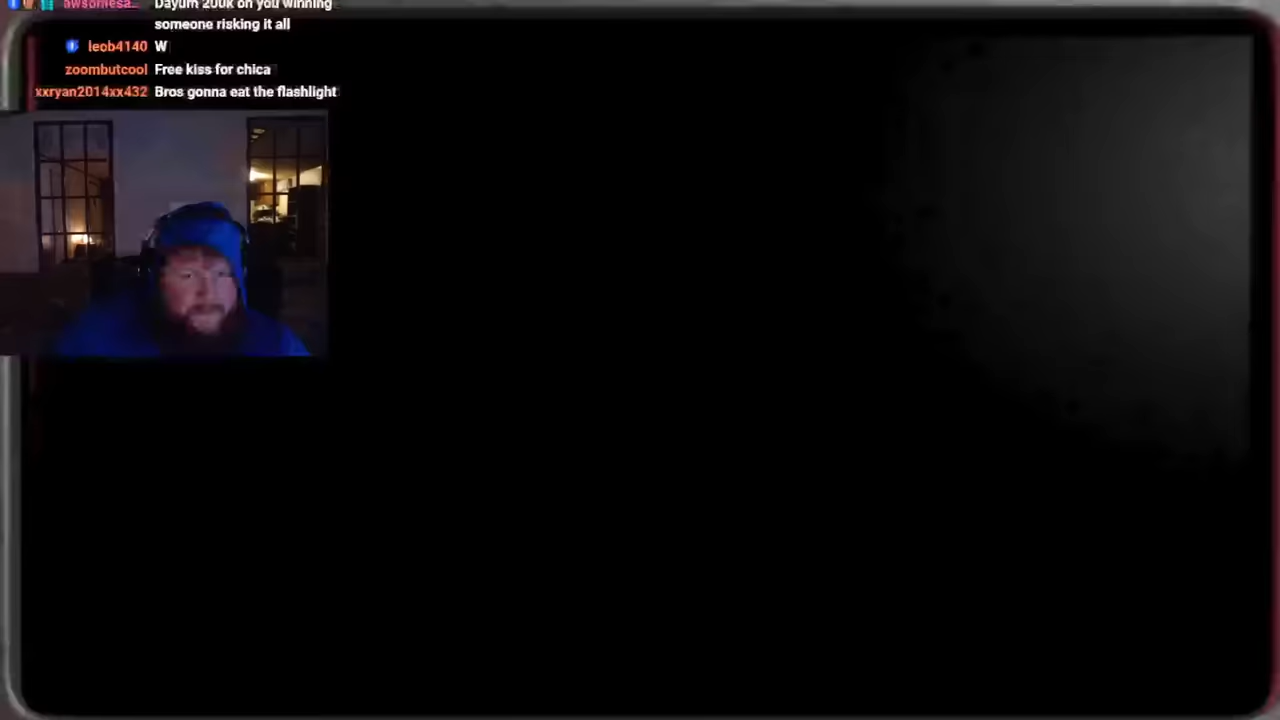 Dayum 200k on you winning
someone risking it all
leob4140 W
zoombutcool Free kiss for chica
xxryan2014xx432 Bros gonna eat the flashlight